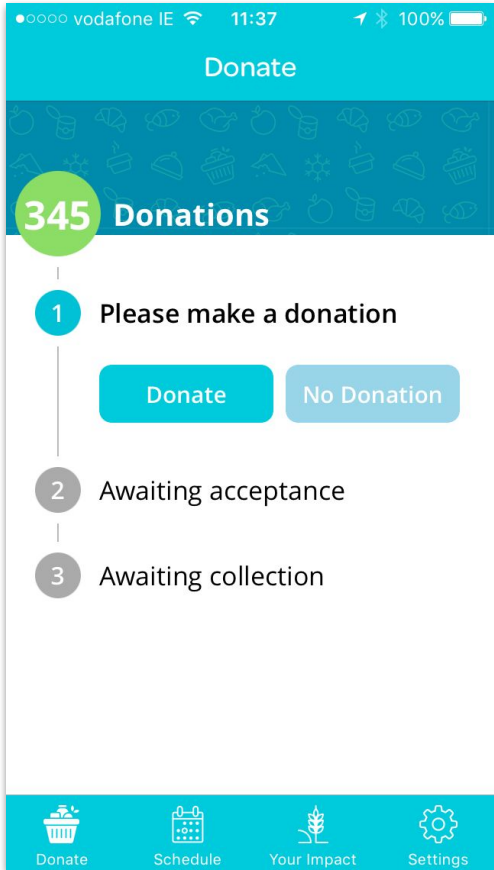 vodafone IE 11:37 100%
Donate
345 Donations
1 Please make a donation
Donate No Donation
2 Awaiting acceptance
3 Awaiting collection
Donate Schedule Your Impact Settings